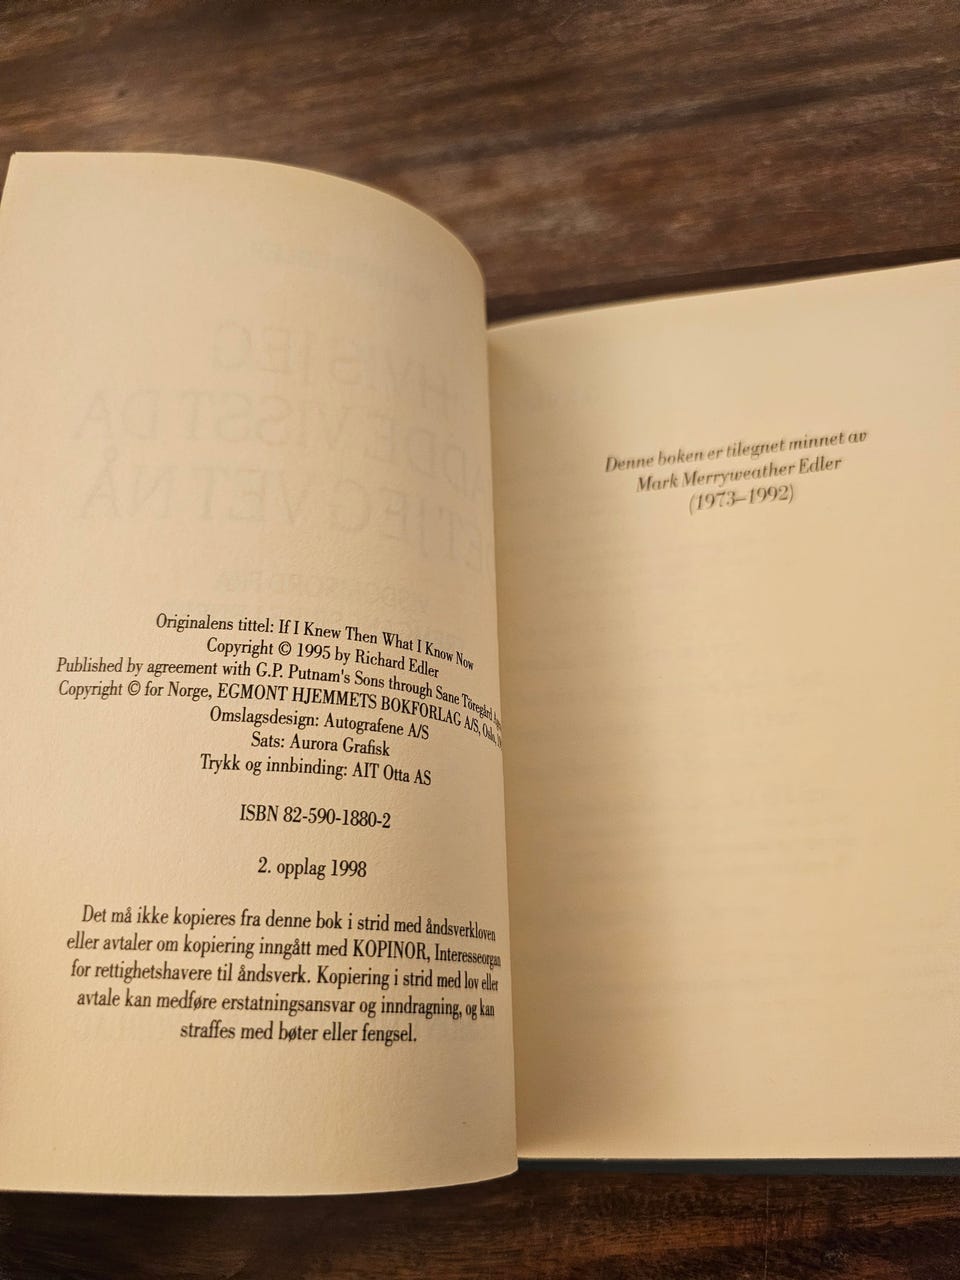 Originalens tittel: If I Knew Then What I Know Now
Copyright © 1995 by Richard Edler
Published by agreement with G.P. Putnam's Sons through Sane Töregård
Copyright © for Norge, EGMONT HJEMMETS BOKFORLAG A/S, Oslo,
Omslagsdesign: Autografene A/S
Sats: Aurora Grafisk
Trykk og innbinding: AIT Otta AS
ISBN 82-590-1880-2
2. opplag 1998
Det må ikke kopieres fra denne bok i strid med åndsverkloven
eller avtaler om kopiering inngått med KOPINOR, Interesseorgan
for rettighetshavere til åndsverk. Kopiering i strid med lov eller
avtale kan medføre erstatningsansvar og inndragning, og kan
straffes med bøter eller fengsel.
Denne boken er tilegnet minnet av
Mark Merryweather Edler
(1973–1992)